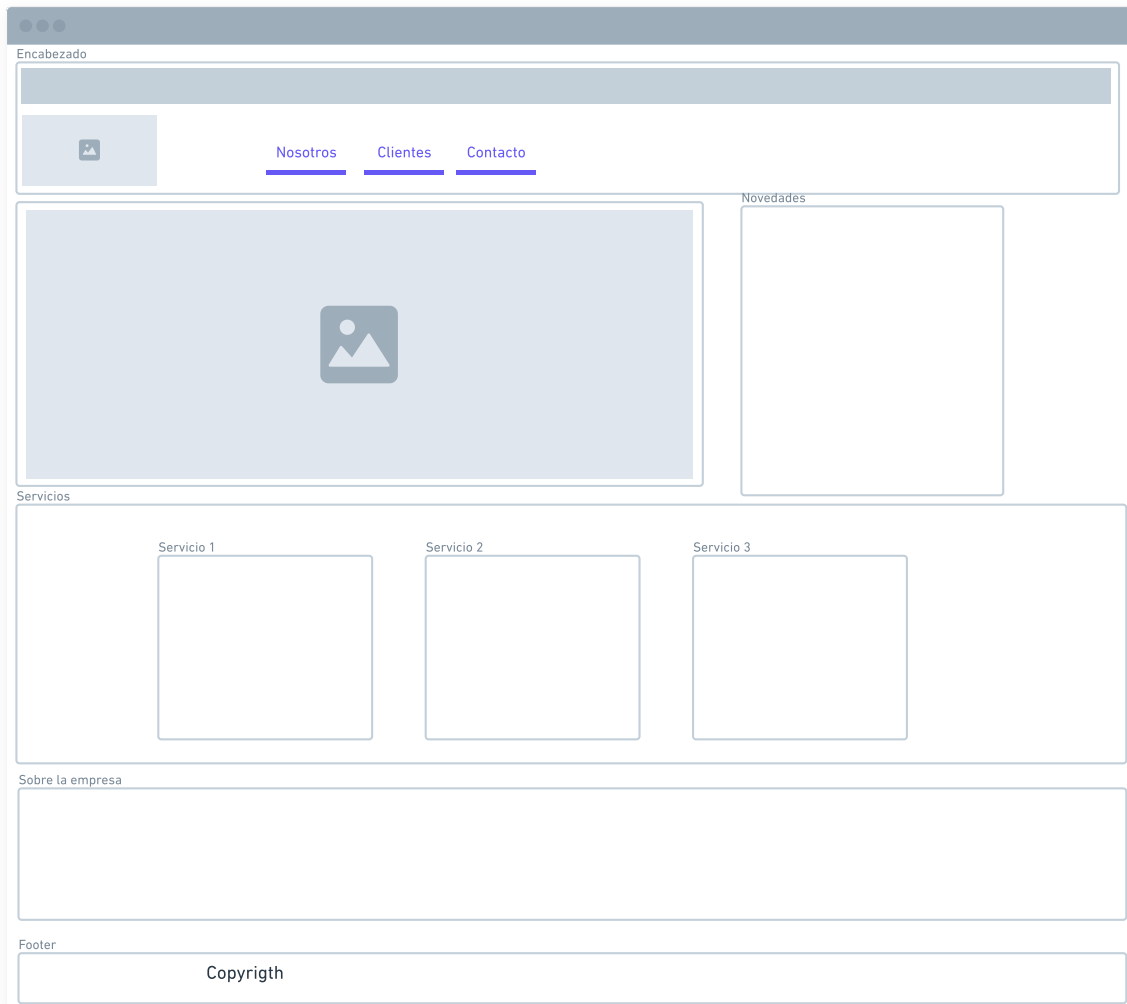 Encabezado
Nosotros Clientes Contacto
Novedades
Servicios
Servicio 1 Servicio 2 Servicio 3
Sobre la empresa
Footer
Copyrigth